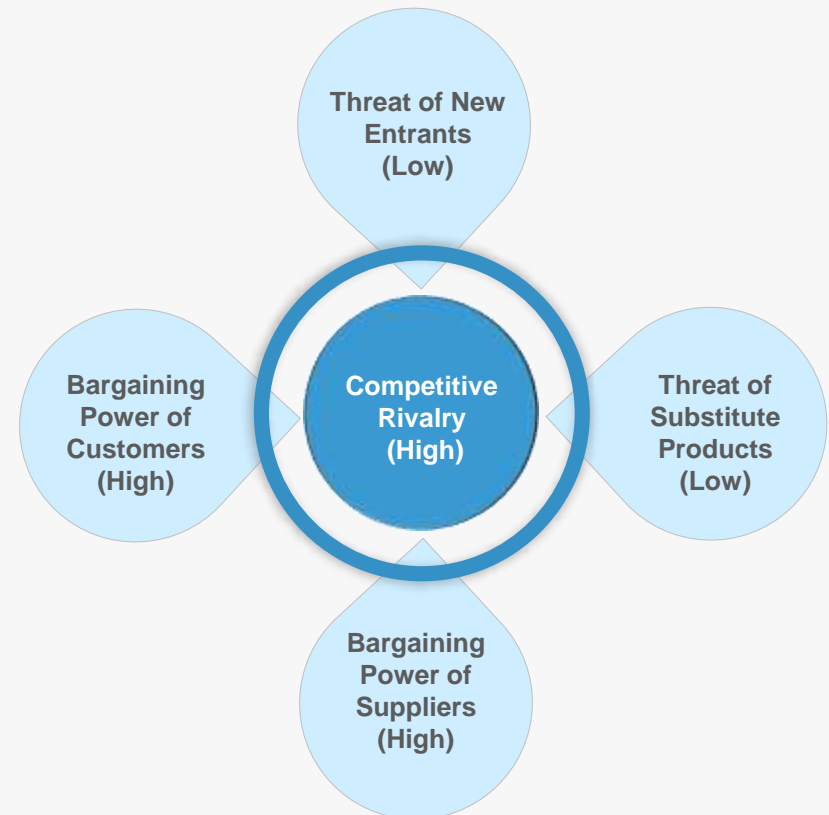 Threat of New
Entrants
(Low)
Bargaining
Power of
Customers
(High)
Competitive
Rivalry
(High)
Threat of
Substitute
Products
(Low)
Bargaining
Power of
Suppliers
(High)